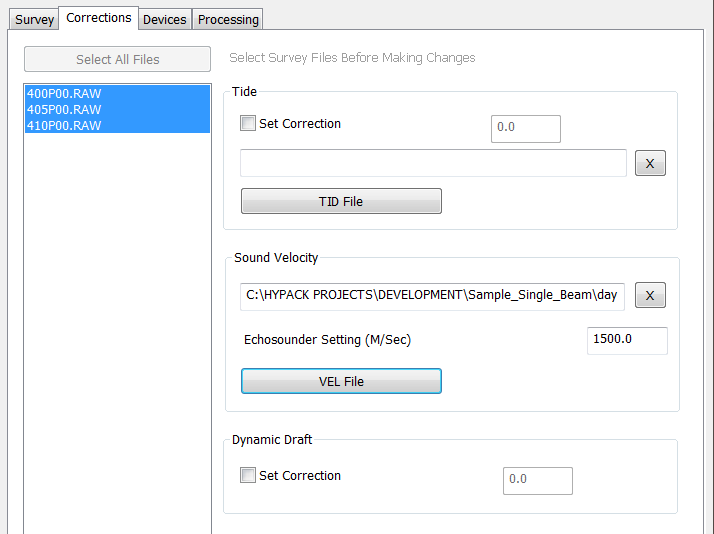 Survey Corrections Devices Processing
Select All Files
Select Survey Files Before Making Changes
400P00.RAW
405P00.RAW
410P00.RAW
Tide
Set Correction
0.0
X
TID File
Sound Velocity
C:\HYPACK PROJECTS\DEVELOPMENT\Sample_Single_Beam\day
X
Echosounder Setting (M/Sec)
1500.0
VEL File
Dynamic Draft
Set Correction
0.0